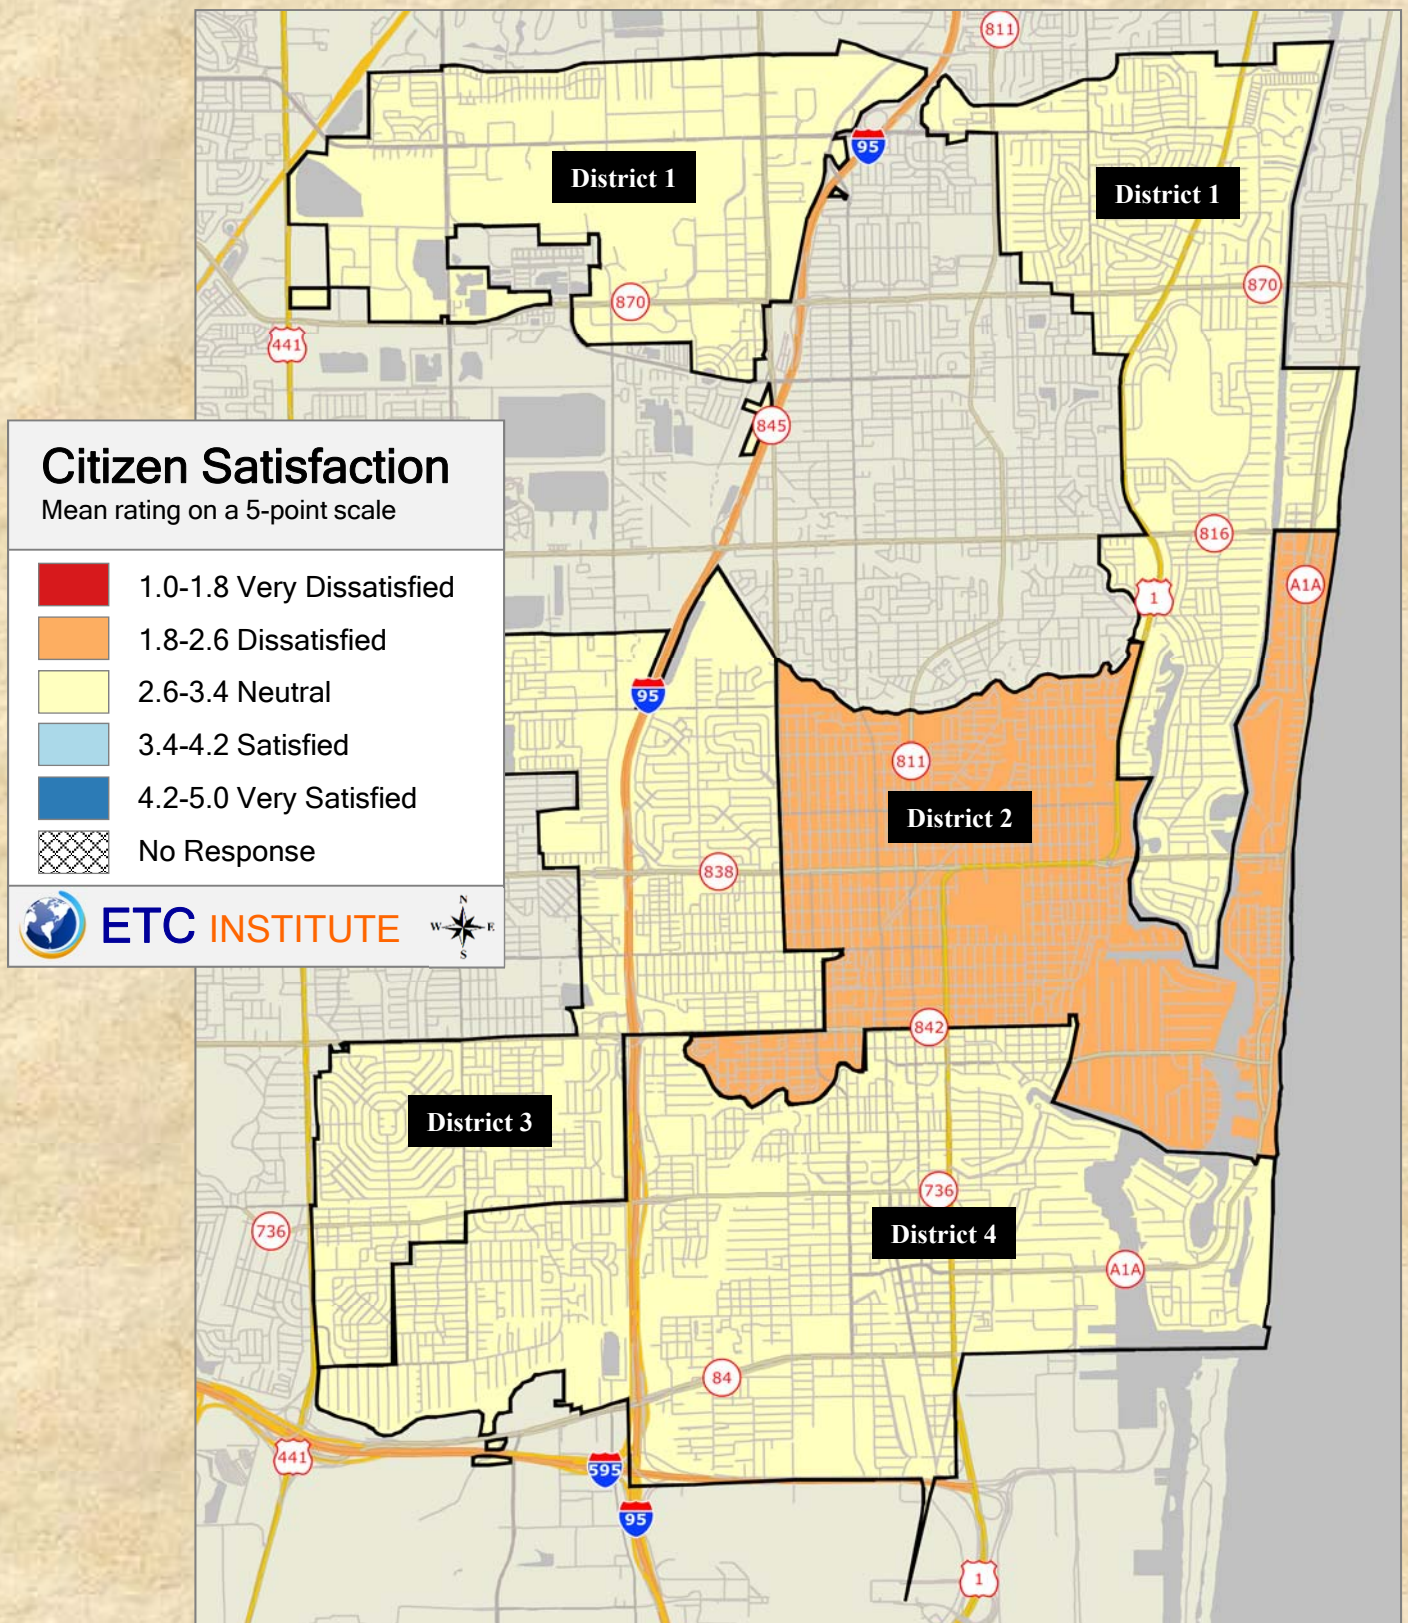 811
95
District 1
District 1
870
870
441
845
Citizen Satisfaction
Mean rating on a 5-point scale
816
1.0-1.8 Very Dissatisfied
A1A
1
1.8-2.6 Dissatisfied
2.6-3.4 Neutral
95
3.4-4.2 Satisfied
811
4.2-5.0 Very Satisfied
District 2
No Response
838
ETC INSTITUTE
N
W E
S
842
District 3
736
736
District 4
A1A
84
441
595
95
1